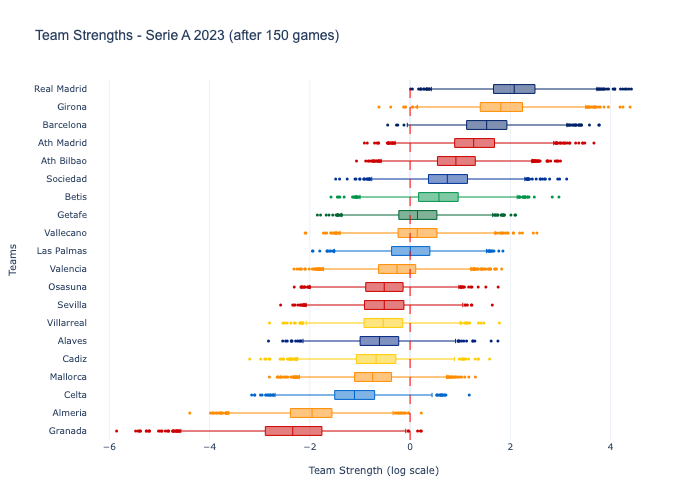 Team Strengths - Serie A 2023 (after 150 games)
Real Madrid
Girona
Barcelona
Ath Madrid
Ath Bilbao
Sociedad
Betis
Getafe
Vallecano
Las Palmas
Valencia
Osasuna
Sevilla
Villarreal
Alaves
Cadiz
Mallorca
Celta
Almeria
Granada
Teams
−6 −4 −2 0 2 4
Team Strength (log scale)